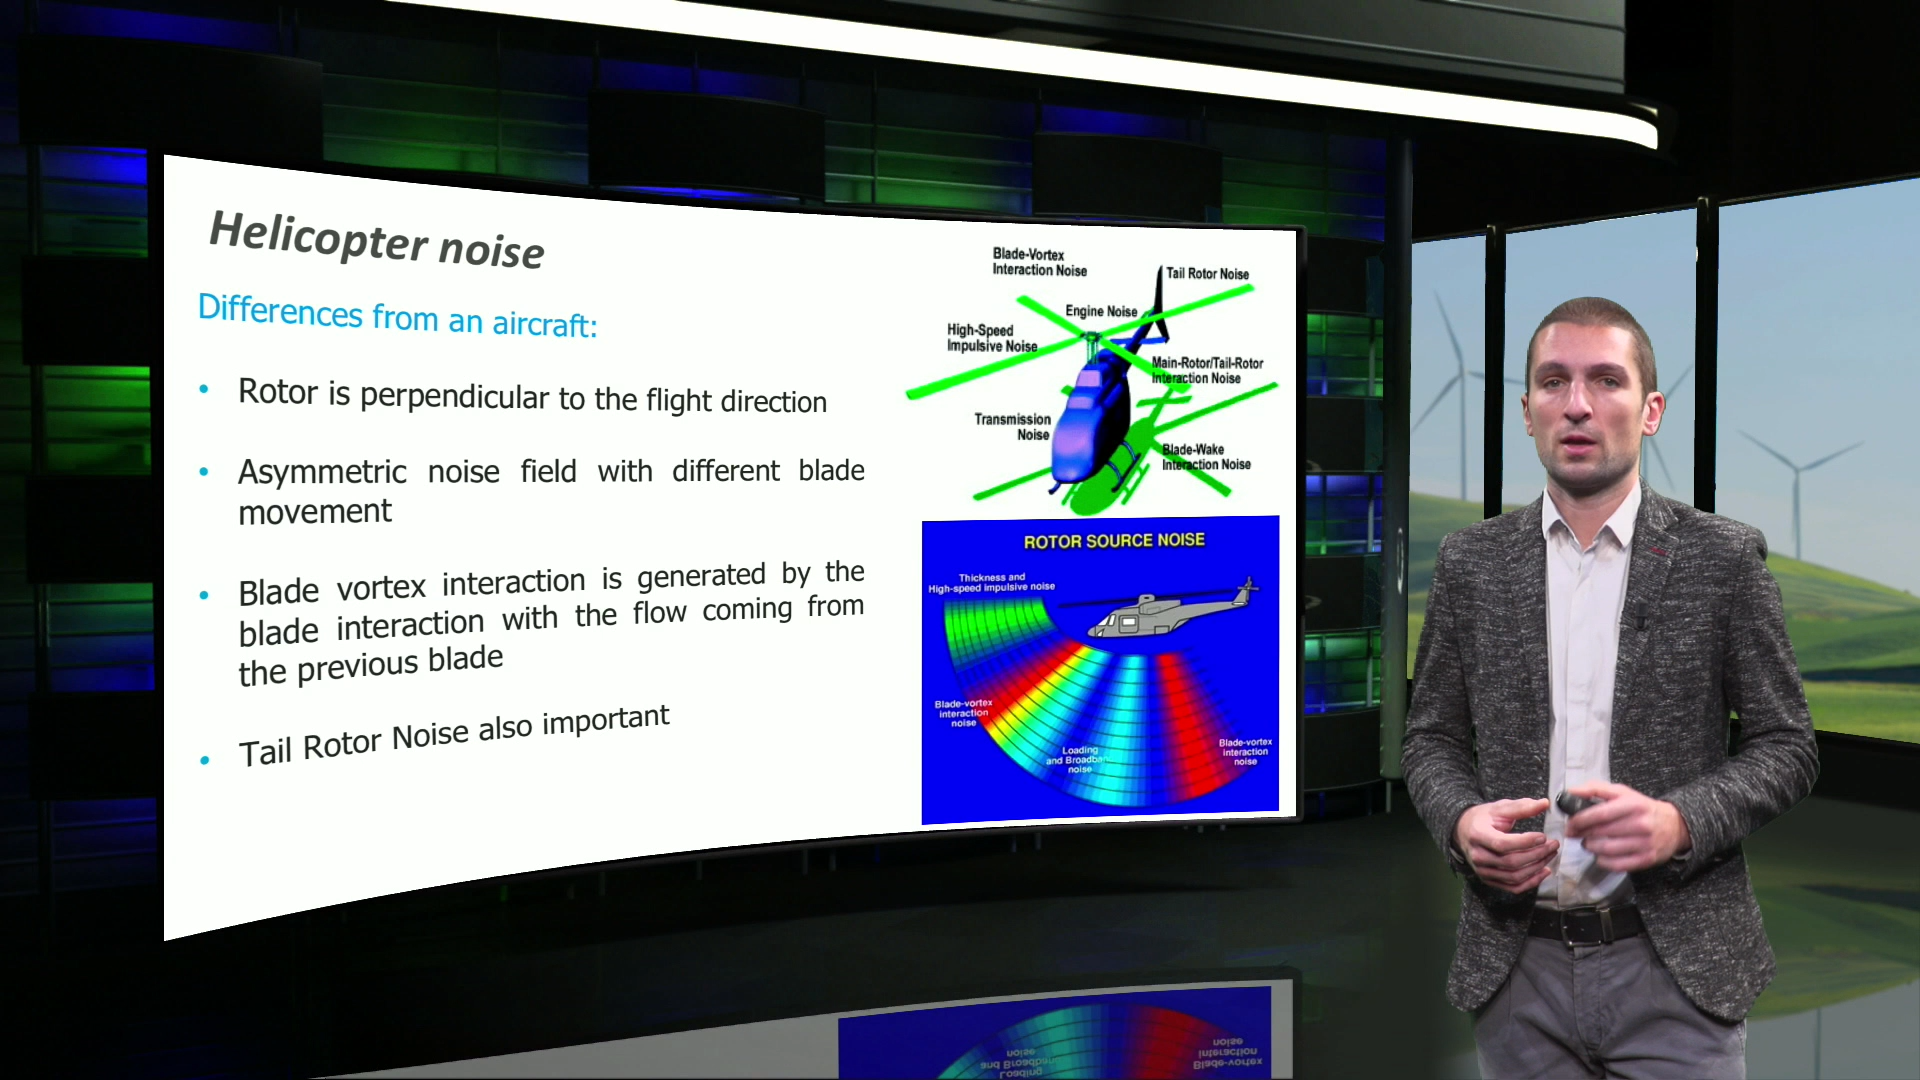 Helicopter noise
Differences from an aircraft:
• Rotor is perpendicular to the flight direction
• Asymmetric noise field with different blade
movement
• Blade vortex interaction is generated by the
blade interaction with the flow coming from
the previous blade
• Tail Rotor Noise also important
Blade-Vortex
Interaction Noise
Tail Rotor Noise
Engine Noise
High-Speed
Impulsive Noise
Main-Rotor/Tail-Rotor
Interaction Noise
Transmission
Noise
Blade-Wake
Interaction Noise
ROTOR SOURCE NOISE
Thickness and
High-speed impulsive noise
Blade-vortex
interaction
noise
Loading
and Broadband
noise
Blade-vortex
interaction
noise